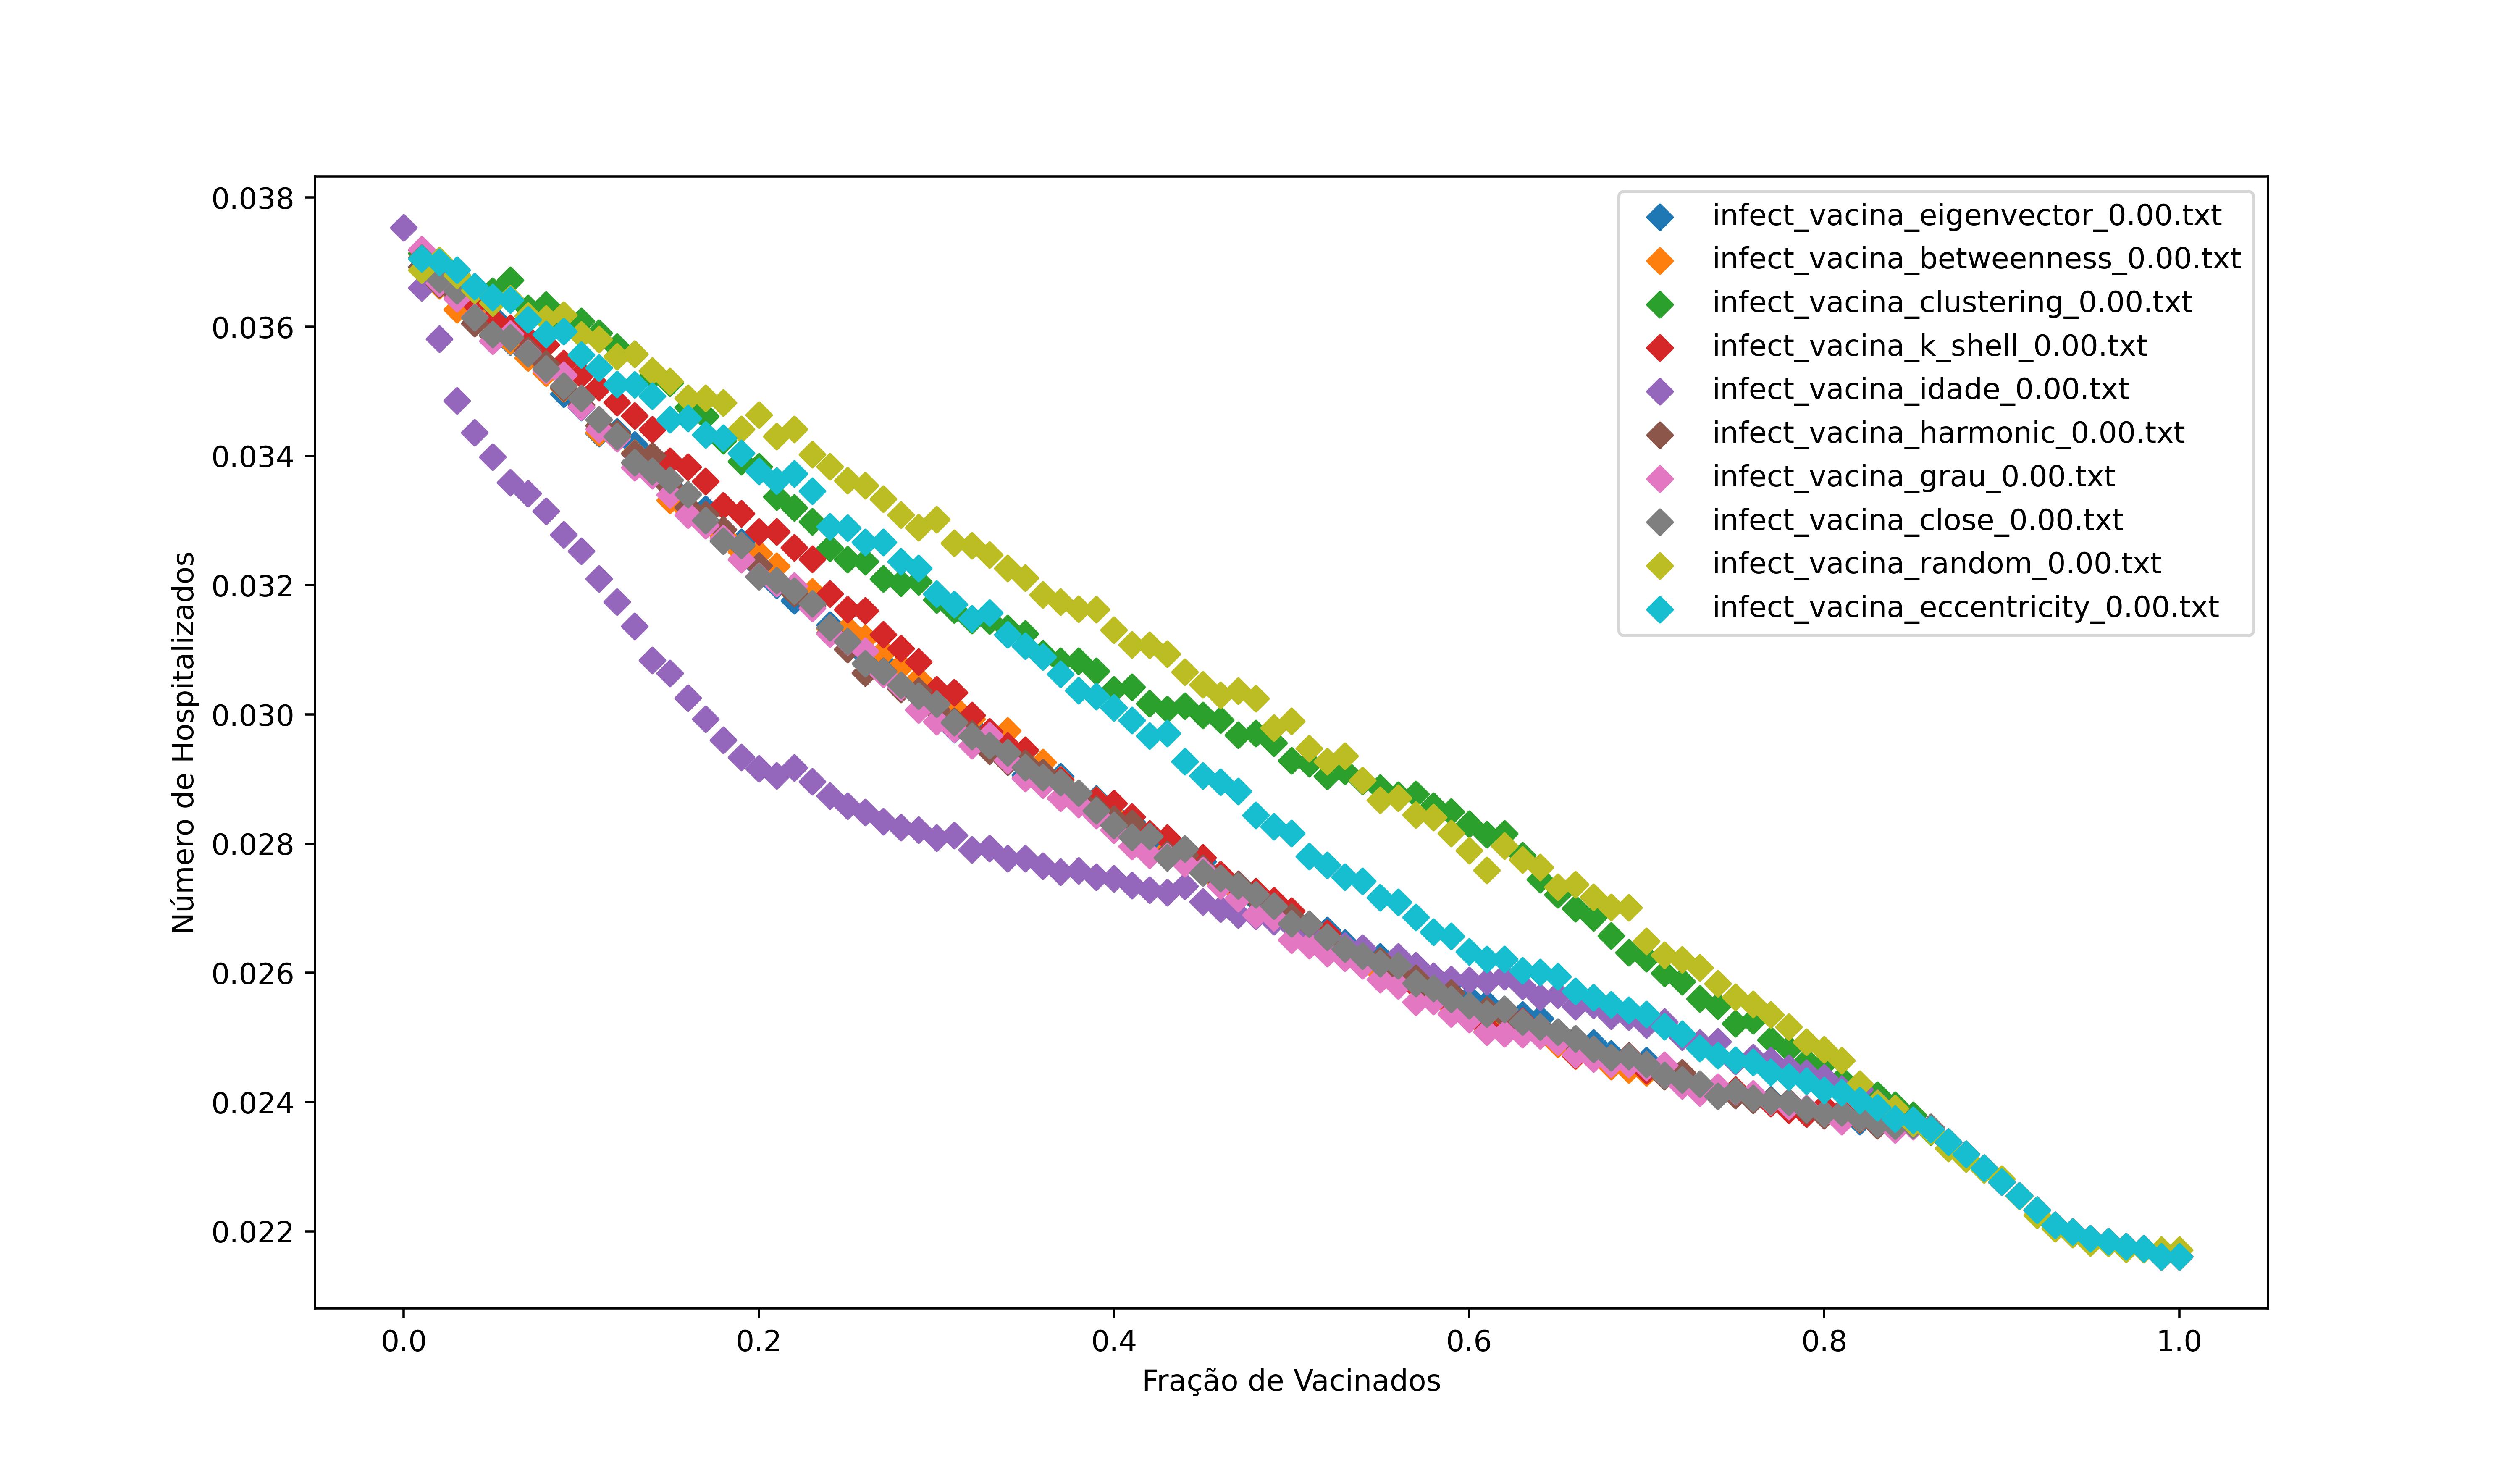 0.038
0.036
0.034
0.032
0.030
0.028
0.026
0.024
0.022
Número de Hospitalizados
infect_vacina_eigenvector_0.00.txt
infect_vacina_betweenness_0.00.txt
infect_vacina_clustering_0.00.txt
infect_vacina_k_shell_0.00.txt
infect_vacina_idade_0.00.txt
infect_vacina_harmonic_0.00.txt
infect_vacina_grau_0.00.txt
infect_vacina_close_0.00.txt
infect_vacina_random_0.00.txt
infect_vacina_eccentricity_0.00.txt
0.0 0.2 0.4 0.6 0.8 1.0
Fração de Vacinados